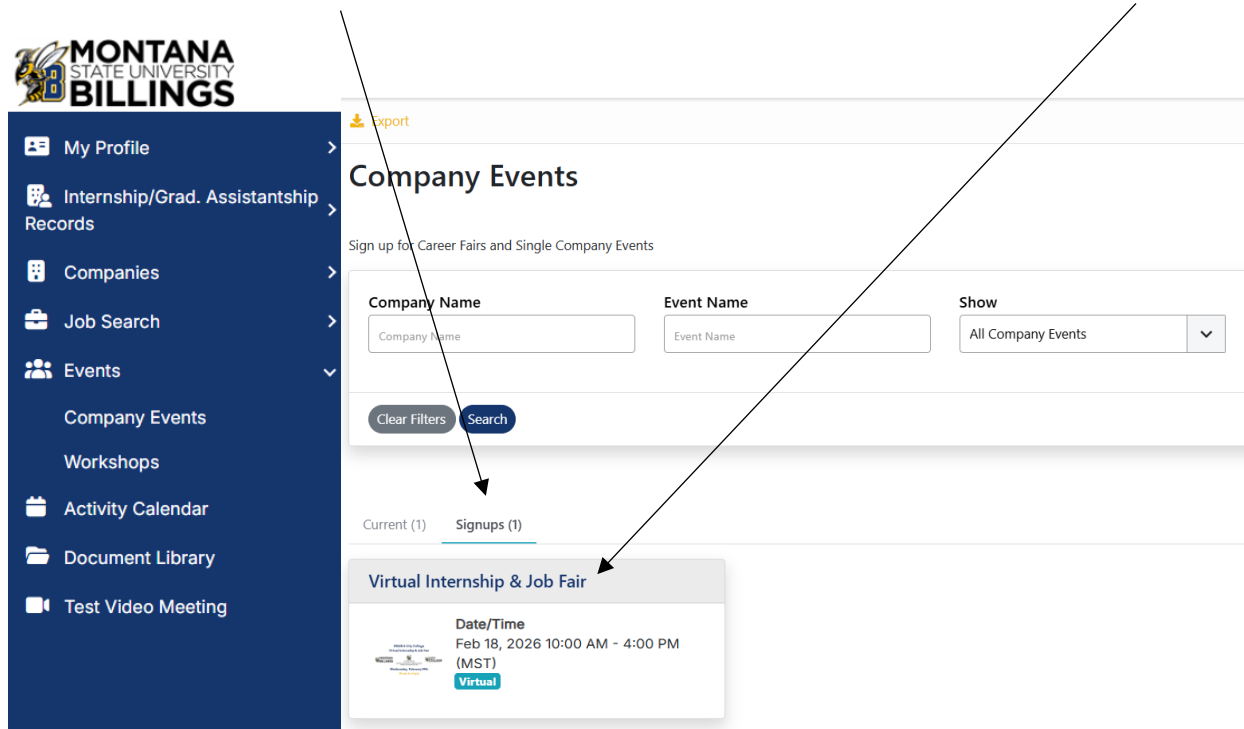 MONTANA
STATE UNIVERSITY
BILLINGS
B
My Profile
Internship/Grad. Assistantship
Records
Companies
Job Search
Events
Company Events
Workshops
Activity Calendar
Document Library
Test Video Meeting
Export
Company Events
Sign up for Career Fairs and Single Company Events
Company Name
Event Name
Show
Company Name
Event Name
All Company Events
Clear Filters
Search
Current (1)
Signups (1)
Virtual Internship & Job Fair
Date/Time
Feb 18, 2026 10:00 AM - 4:00 PM
(MST)
Virtual